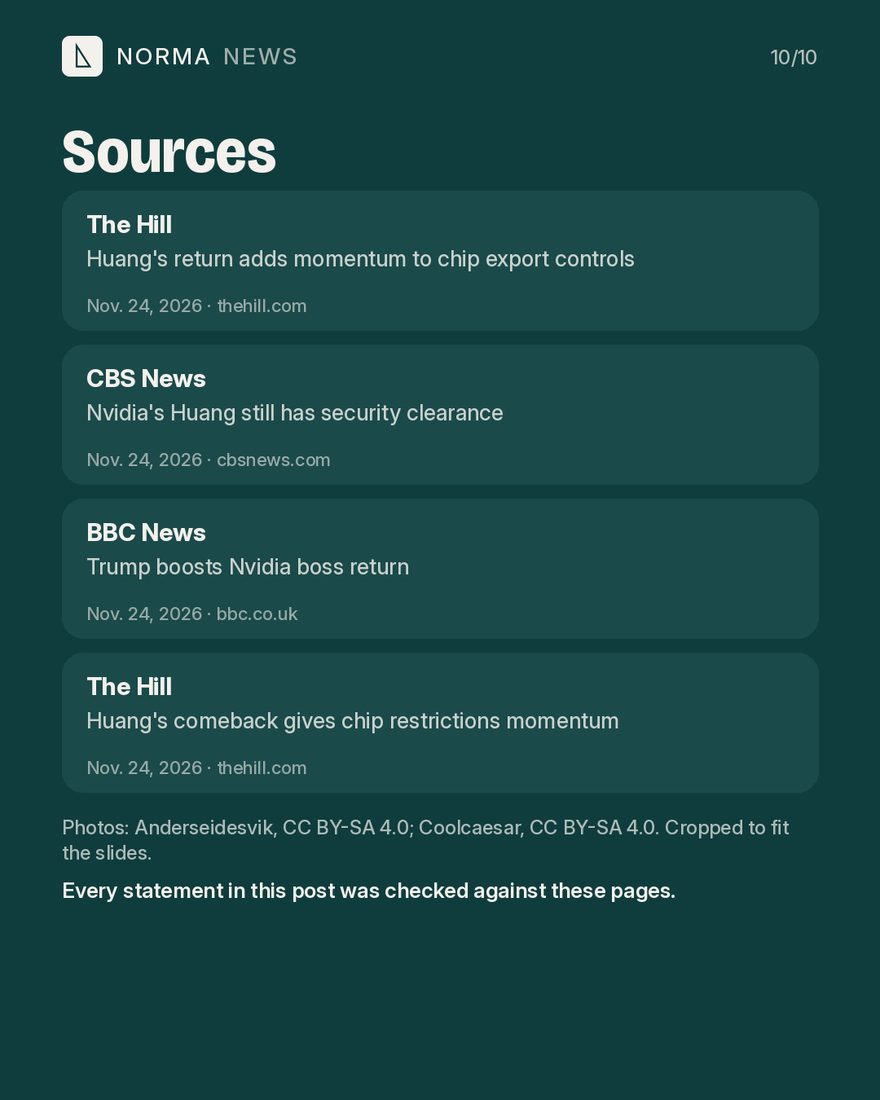 NORMA NEWS
10/10
Sources
The Hill
Huang's return adds momentum to chip export controls
Nov. 24, 2026 · thehill.com
CBS News
Nvidia's Huang still has security clearance
Nov. 24, 2026 · cbsnews.com
BBC News
Trump boosts Nvidia boss return
Nov. 24, 2026 · bbc.co.uk
The Hill
Huang's comeback gives chip restrictions momentum
Nov. 24, 2026 · thehill.com
Photos: Anderseidesvik, CC BY-SA 4.0; Coolcaesar, CC BY-SA 4.0. Cropped to fit
the slides.
Every statement in this post was checked against these pages.